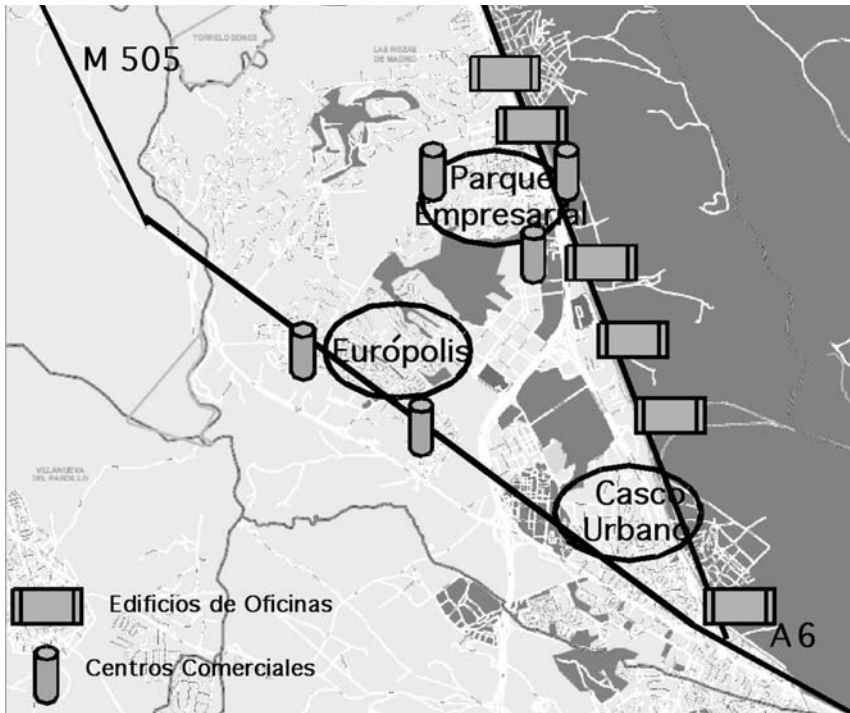 TORRELODONES
M 505
LAS ROZAS
DE MADRID
Parque
Empresarial
Európolis
VILLANUEVA
DEL PARDILLO
Casco
Urbano
Edificios de Oficinas
A 6
Centros Comerciales